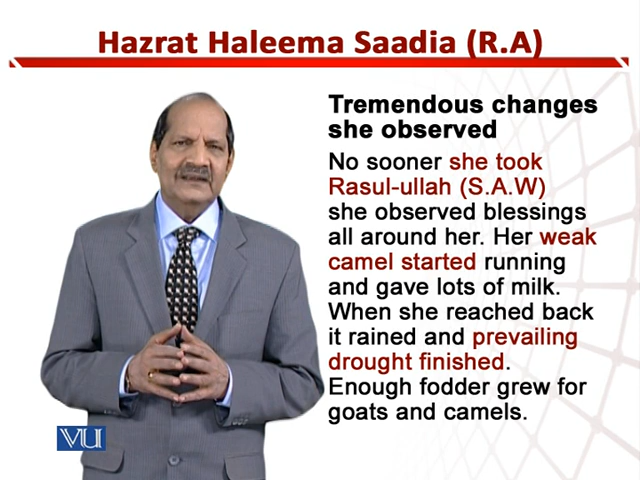 Hazrat Haleema Saadia (R.A)
Tremendous changes
she observed
No sooner she took
Rasul-ullah (S.A.W)
she observed blessings
all around her. Her weak
camel started running
and gave lots of milk.
When she reached back
it rained and prevailing
drought finished.
Enough fodder grew for
goats and camels.
VU